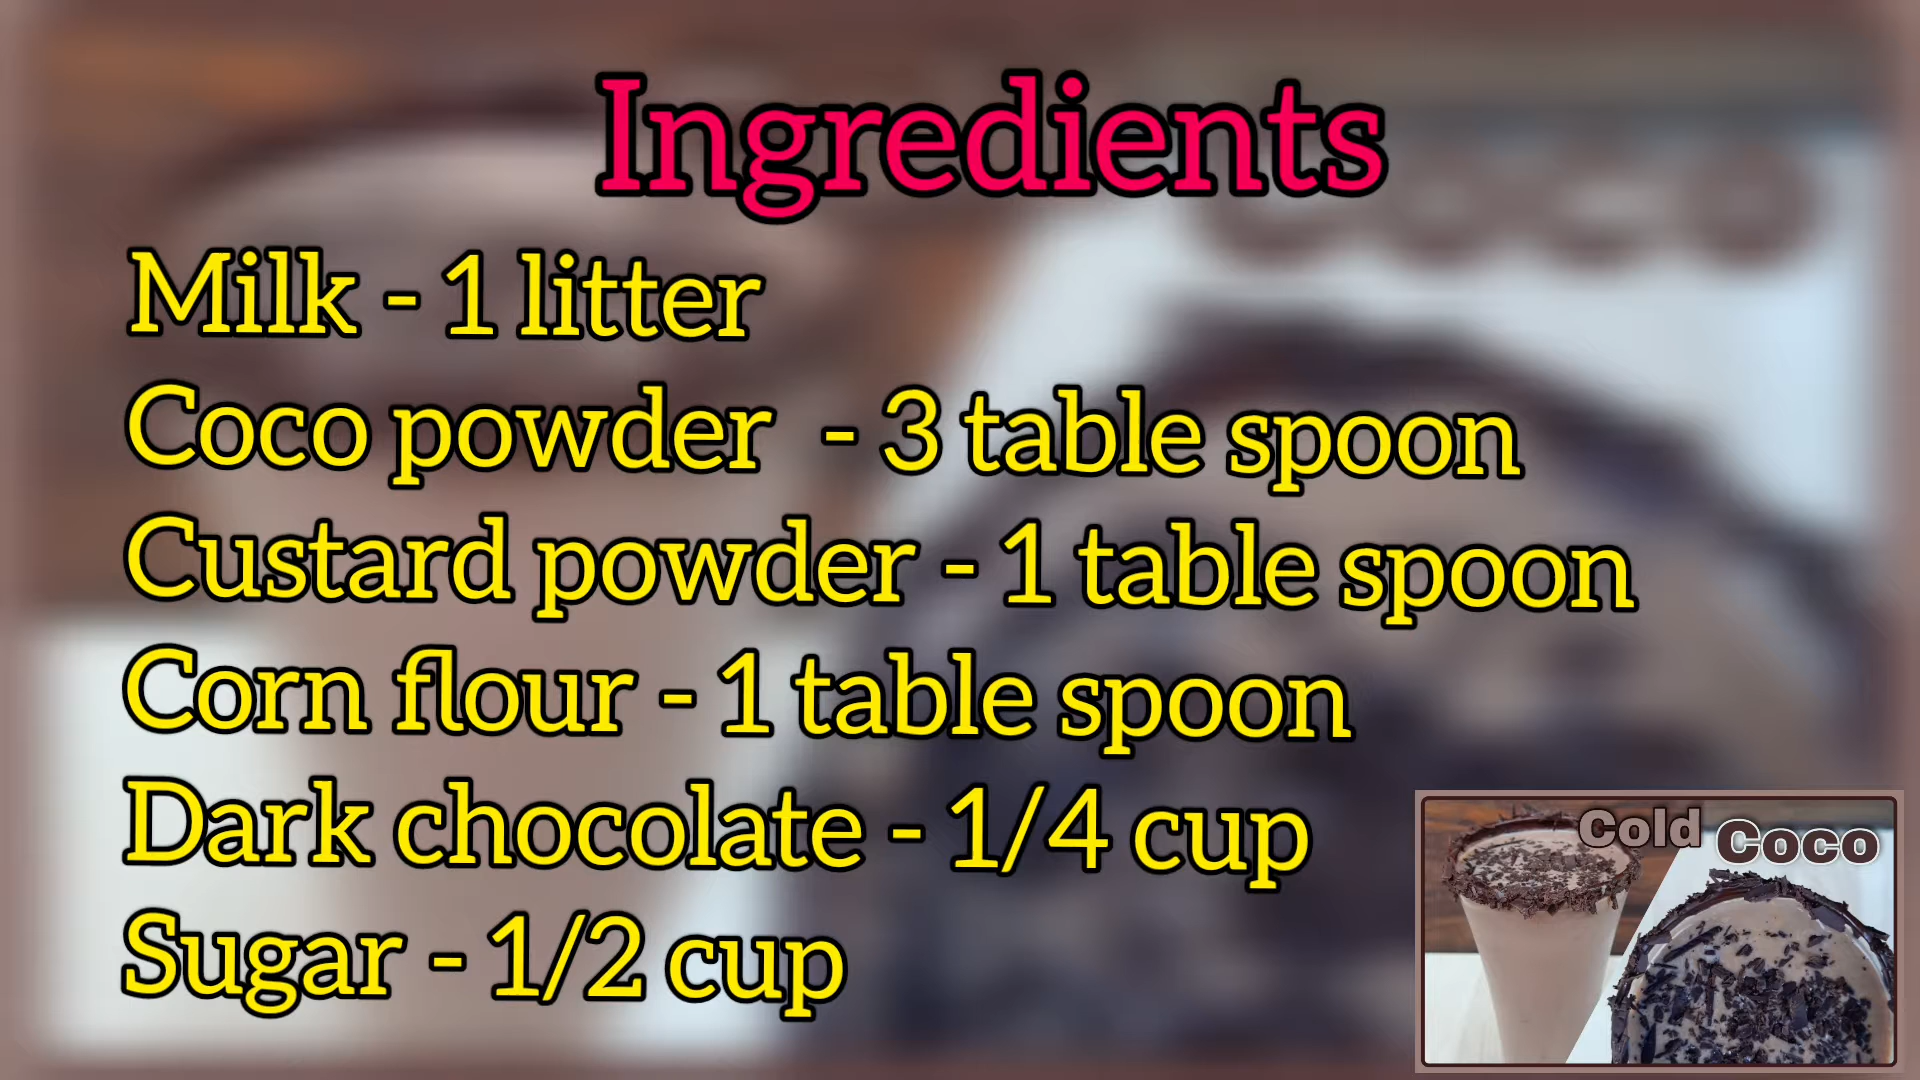 Ingredients
Milk - 1 litter
Coco powder - 3 table spoon
Custard powder - 1 table spoon
Corn flour - 1 table spoon
Dark chocolate - 1/4 cup
Sugar - 1/2 cup
Cold Coco